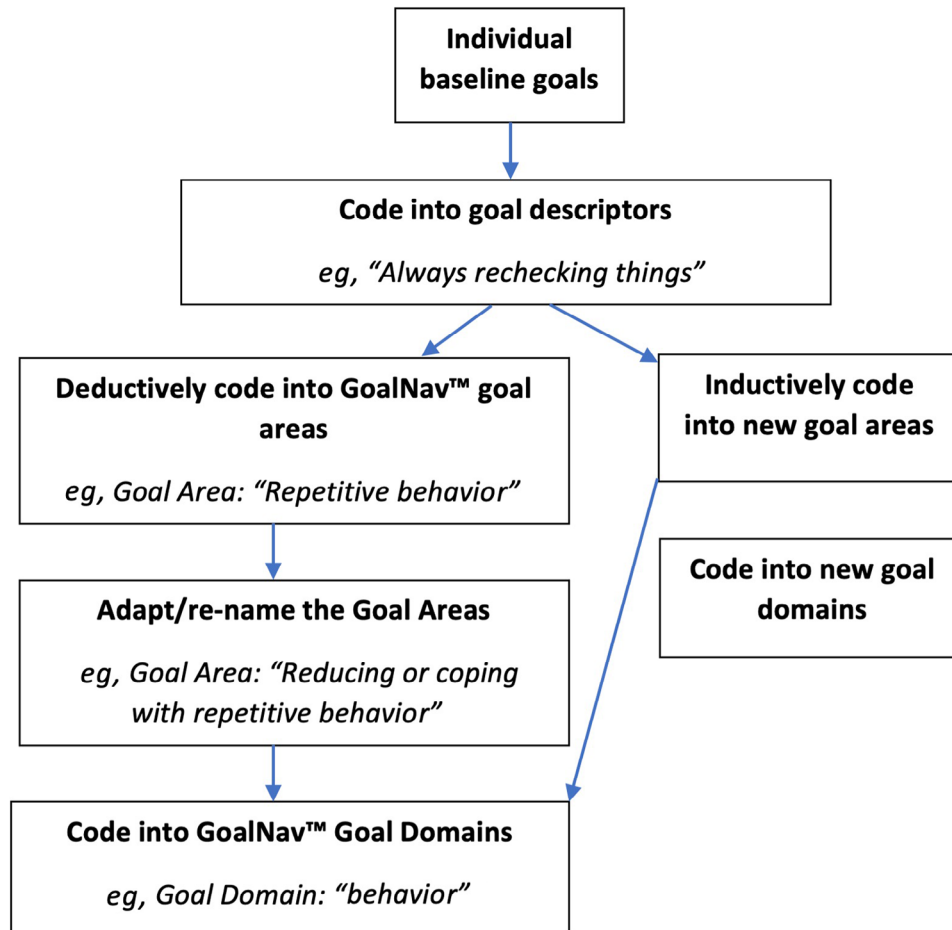 Individual
baseline goals
Code into goal descriptors
eg, “Always rechecking things”
Deductively code into GoalNav™ goal
areas
eg, Goal Area: “Repetitive behavior”
Inductively code
into new goal areas
Adapt/re-name the Goal Areas
eg, Goal Area: “Reducing or coping
with repetitive behavior”
Code into new goal
domains
Code into GoalNav™ Goal Domains
eg, Goal Domain: “behavior”